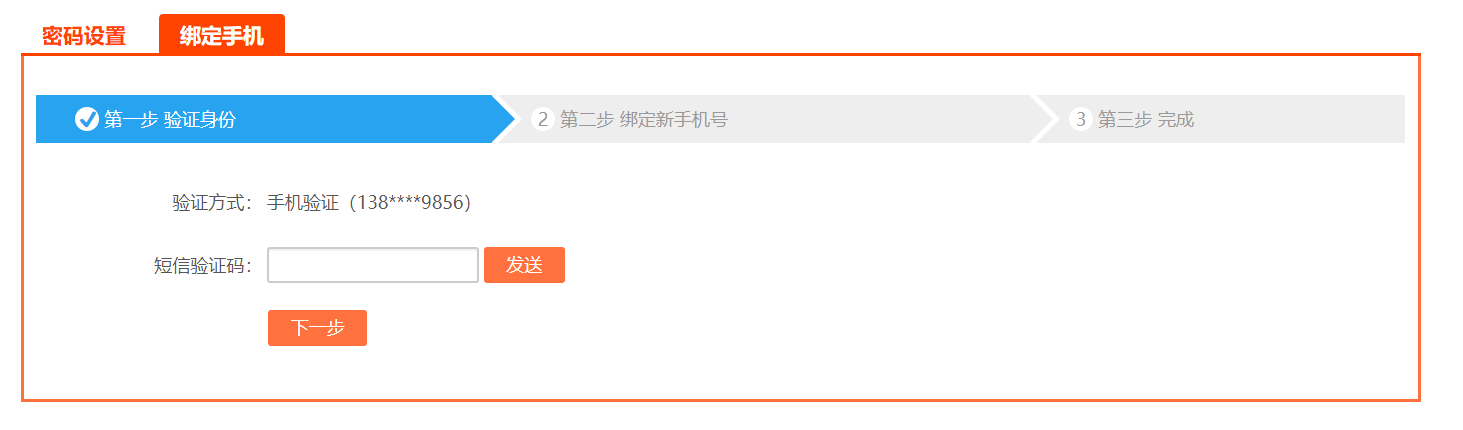 密码设置 绑定手机
第一步 验证身份 2 第二步 绑定新手机号 3 第三步 完成
验证方式： 手机验证（138****9856）
短信验证码： 发送
下一步